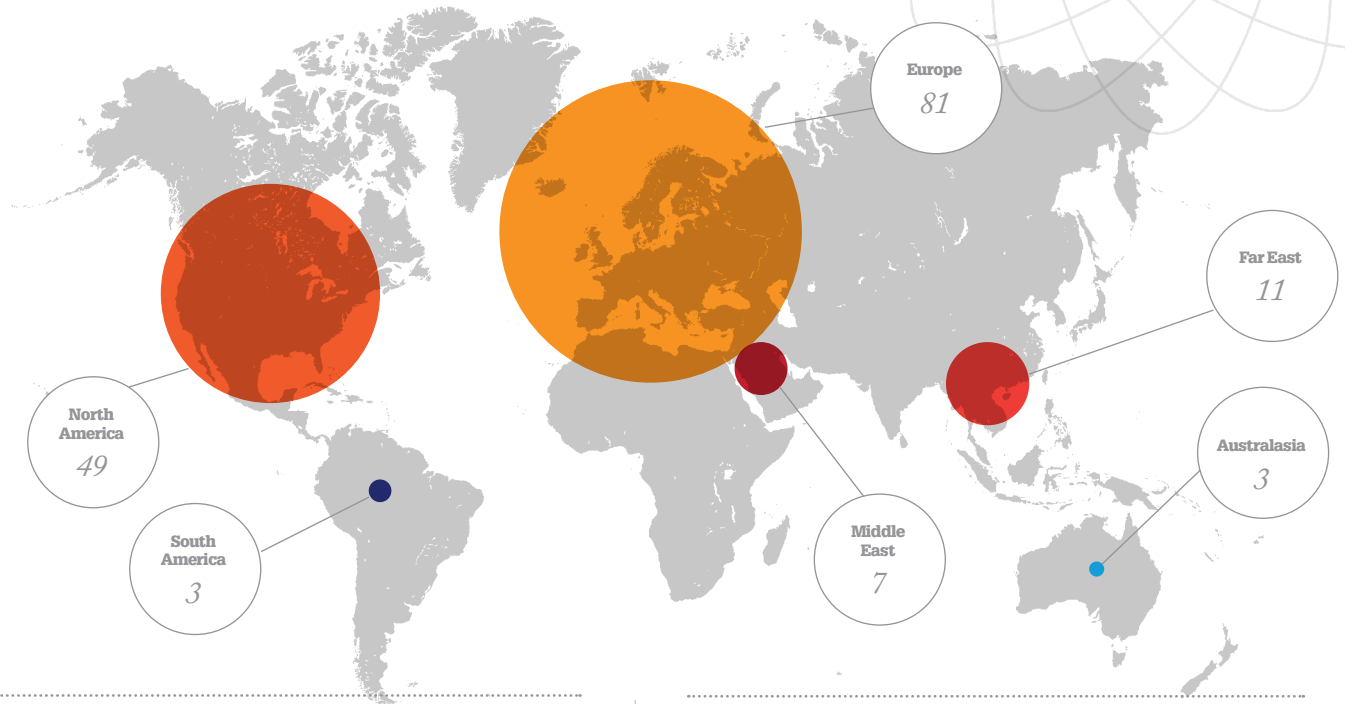 Europe
81
Far East
11
North
America
49
Australasia
3
South
America
3
Middle
East
7